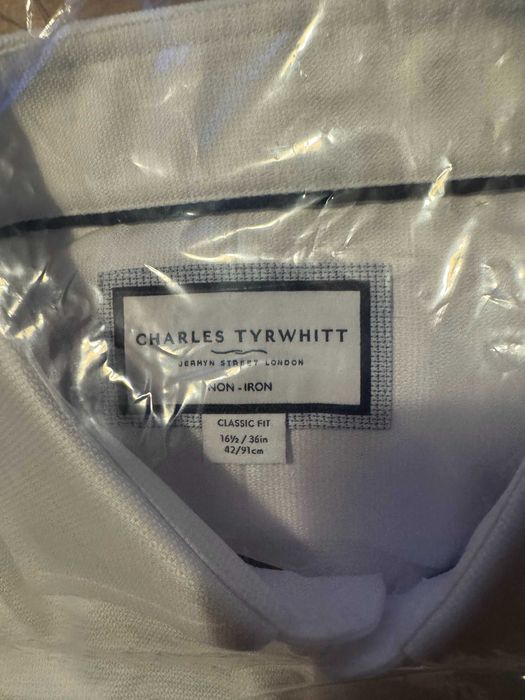 CHARLES TYRWHITT
JERMYN STREET LONDON
NON - IRON
CLASSIC FIT
16½ / 36in
42/91cm